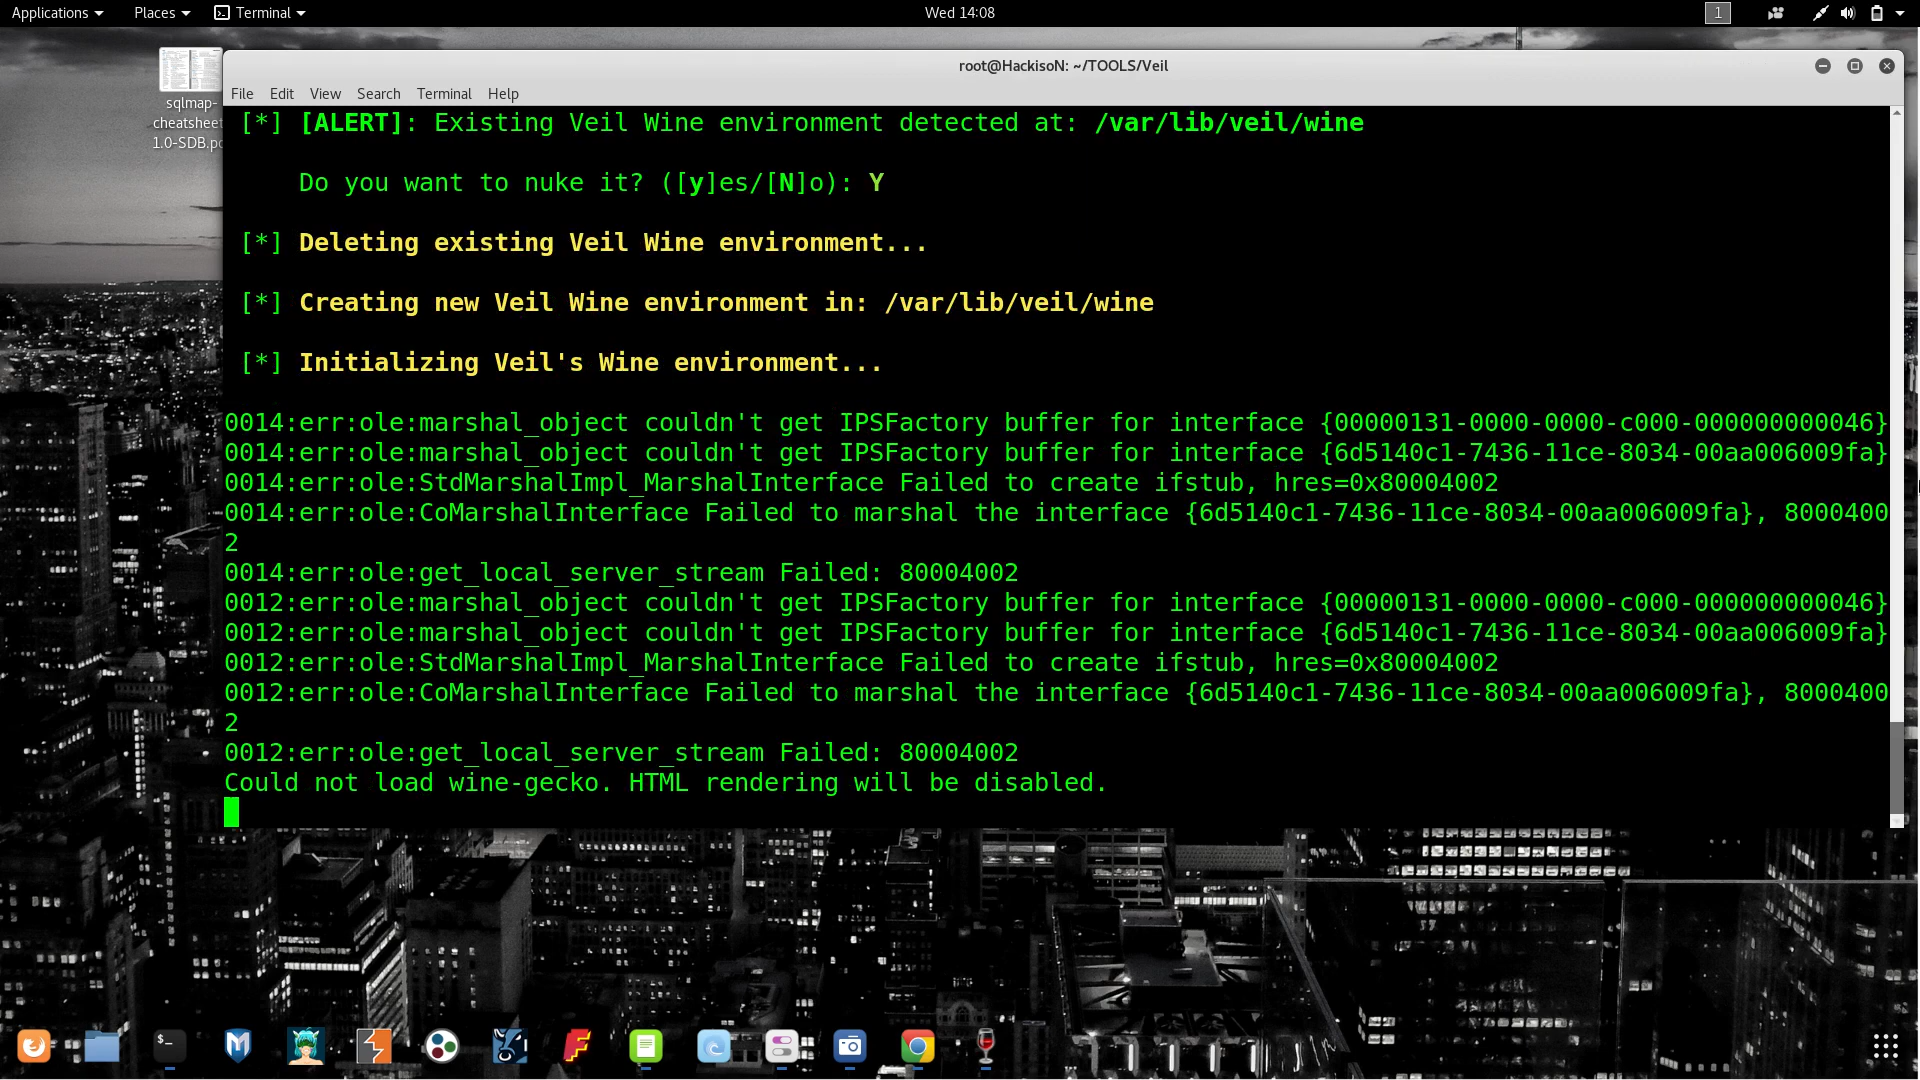 Applications
Places
Terminal
Wed 14:08
1
sqlmap-
cheatsheet
1.0-SDB.pd
root@HackisoN: ~/TOOLS/Veil
File Edit View Search Terminal Help
[*] [ALERT]: Existing Veil Wine environment detected at: /var/lib/veil/wine
Do you want to nuke it? ([y]es/[N]o): Y
[*] Deleting existing Veil Wine environment...
[*] Creating new Veil Wine environment in: /var/lib/veil/wine
[*] Initializing Veil's Wine environment...
0014:err:ole:marshal_object couldn't get IPSFactory buffer for interface {00000131-0000-0000-c000-000000000046}
0014:err:ole:marshal_object couldn't get IPSFactory buffer for interface {6d5140c1-7436-11ce-8034-00aa006009fa}
0014:err:ole:StdMarshalImpl_MarshalInterface Failed to create ifstub, hres=0x80004002
0014:err:ole:CoMarshalInterface Failed to marshal the interface {6d5140c1-7436-11ce-8034-00aa006009fa}, 8000400
2
0014:err:ole:get_local_server_stream Failed: 80004002
0012:err:ole:marshal_object couldn't get IPSFactory buffer for interface {00000131-0000-0000-c000-000000000046}
0012:err:ole:marshal_object couldn't get IPSFactory buffer for interface {6d5140c1-7436-11ce-8034-00aa006009fa}
0012:err:ole:StdMarshalImpl_MarshalInterface Failed to create ifstub, hres=0x80004002
0012:err:ole:CoMarshalInterface Failed to marshal the interface {6d5140c1-7436-11ce-8034-00aa006009fa}, 8000400
2
0012:err:ole:get_local_server_stream Failed: 80004002
Could not load wine-gecko. HTML rendering will be disabled.